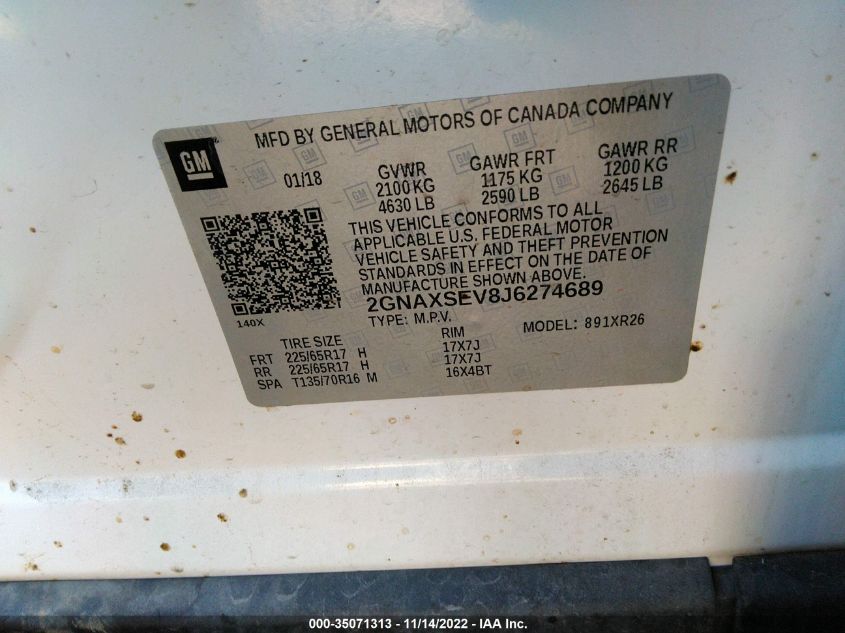 MFD BY GENERAL MOTORS OF CANADA COMPANY
GM
01/18 GVWR GAWR FRT GAWR RR
2100 KG 1175 KG 1200 KG
4630 LB 2590 LB 2645 LB
THIS VEHICLE CONFORMS TO ALL
APPLICABLE U.S. FEDERAL MOTOR
VEHICLE SAFETY AND THEFT PREVENTION
STANDARDS IN EFFECT ON THE DATE OF
MANUFACTURE SHOWN ABOVE.
2GNAXSEV8J6274689
140X
TYPE: M.P.V. MODEL: 891XR26
TIRE SIZE RIM
FRT 225/65R17 H 17X7J
RR 225/65R17 H 17X7J
SPA T135/70R16 M 16X4BT
000-35071313 - 11/14/2022 - IAA Inc.